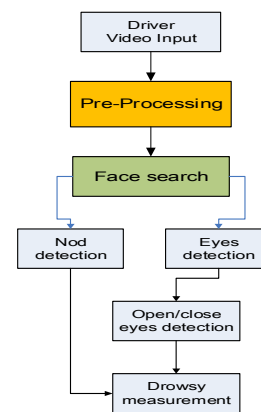 Driver
Video Input
Pre-Processing
Face search
Nod
detection
Eyes
detection
Open/close
eyes detection
Drowsy
measurement